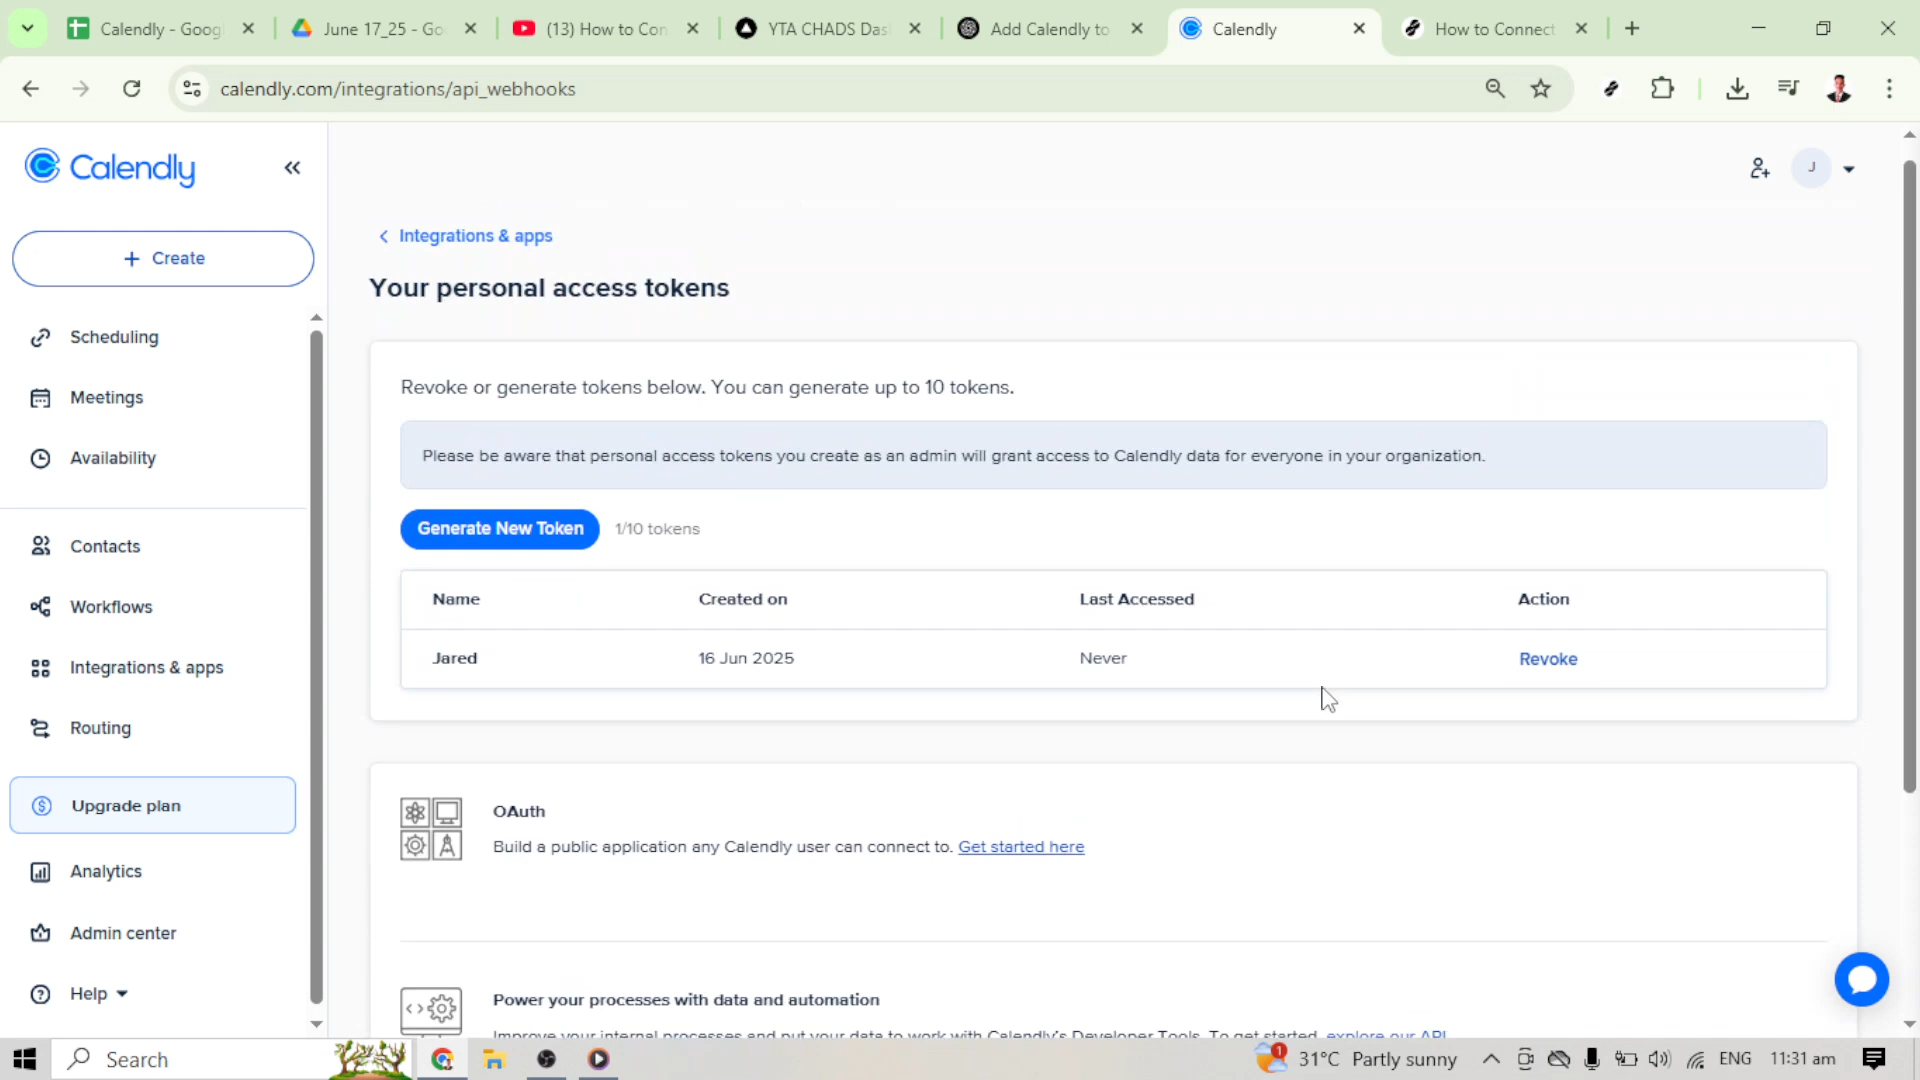 Calendly - Goog
June 17_25 - Go
(13) How to Con
YTA CHADS Das
Add Calendly to
Calendly
How to Connect
calendly.com/integrations/api_webhooks
Calendly
J
Create
Integrations & apps
Your personal access tokens
Scheduling
Meetings
Availability
Contacts
Workflows
Integrations & apps
Routing
Upgrade plan
Analytics
Admin center
Help
Revoke or generate tokens below. You can generate up to 10 tokens.
Please be aware that personal access tokens you create as an admin will grant access to Calendly data for everyone in your organization.
Generate New Token 1/10 tokens
Name Created on Last Accessed Action
Jared 16 Jun 2025 Never Revoke
OAuth
Build a public application any Calendly user can connect to. Get started here
Power your processes with data and automation
Improve your internal processes and put your data to work with Calendly's Developer Tools. To get started, explore our API
Search
1
31°C Partly sunny
ENG
11:31 am